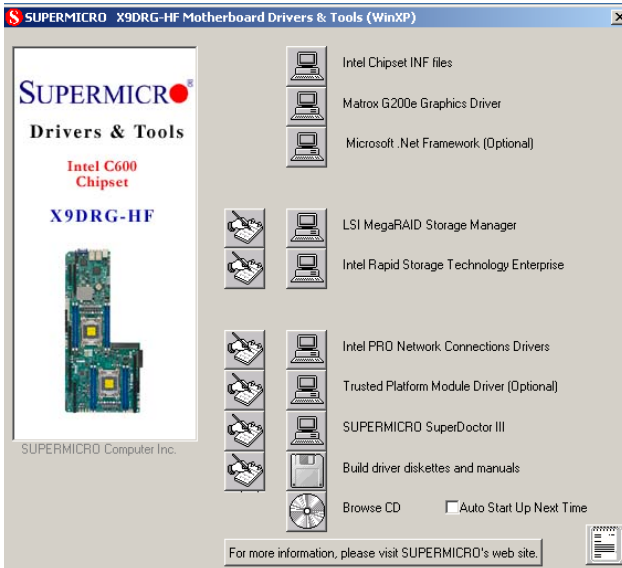 SUPERMICRO X9DRG-HF Motherboard Drivers & Tools (WinXP)
SUPERMICRO®
Drivers & Tools
Intel C600
Chipset
X9DRG-HF
SUPERMICRO Computer Inc.
Intel Chipset INF files
Matrox G200e Graphics Driver
Microsoft .Net Framework (Optional)
LSI MegaRAID Storage Manager
Intel Rapid Storage Technology Enterprise
Intel PRO Network Connections Drivers
Trusted Platform Module Driver (Optional)
SUPERMICRO SuperDoctor III
Build driver diskettes and manuals
Browse CD
Auto Start Up Next Time
For more information, please visit SUPERMICRO's web site.